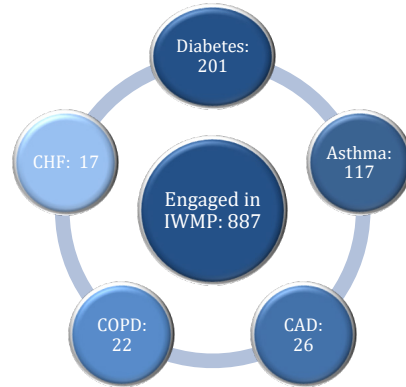 Diabetes:
201
Asthma:
117
CAD:
26
COPD:
22
CHF: 17
Engaged in
IWMP: 887